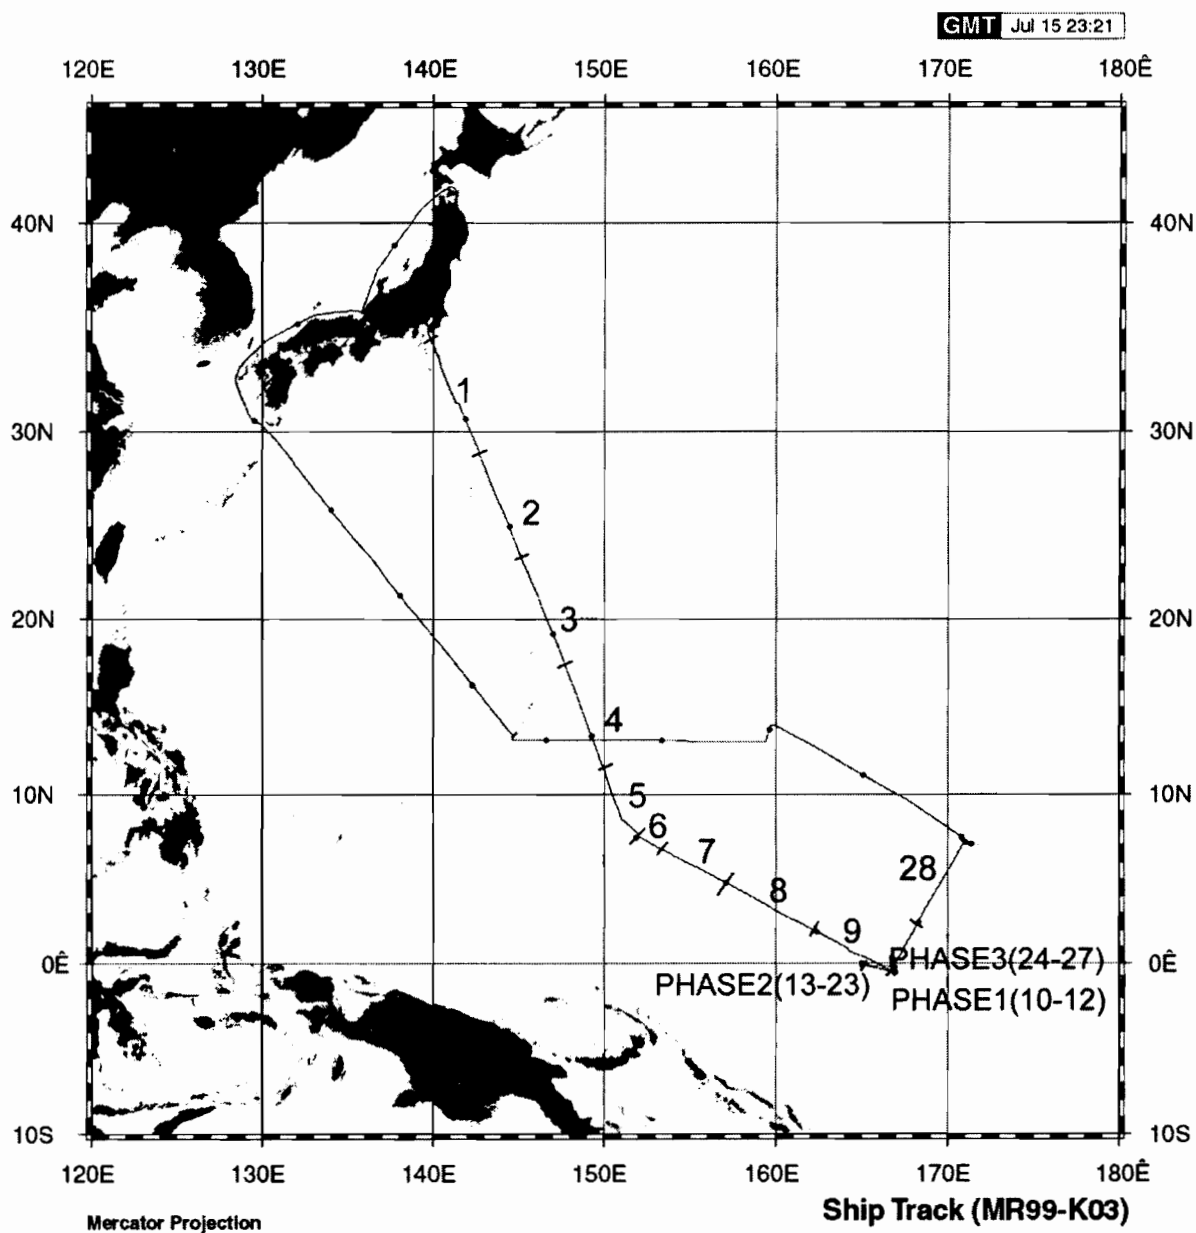 GMT Jul 15 23:21
120E 130E 140E 150E 160E 170E 180Ê
40N 40N
1
30N 30N
2
20N 3 20N
4
10N 5 10N
6
7 28
8
9
0Ê PHASE3(24-27) 0Ê
PHASE2(13-23) PHASE1(10-12)
10S 10S
120E 130E 140E 150E 160E 170E 180Ê
Mercator Projection Ship Track (MR99-K03)